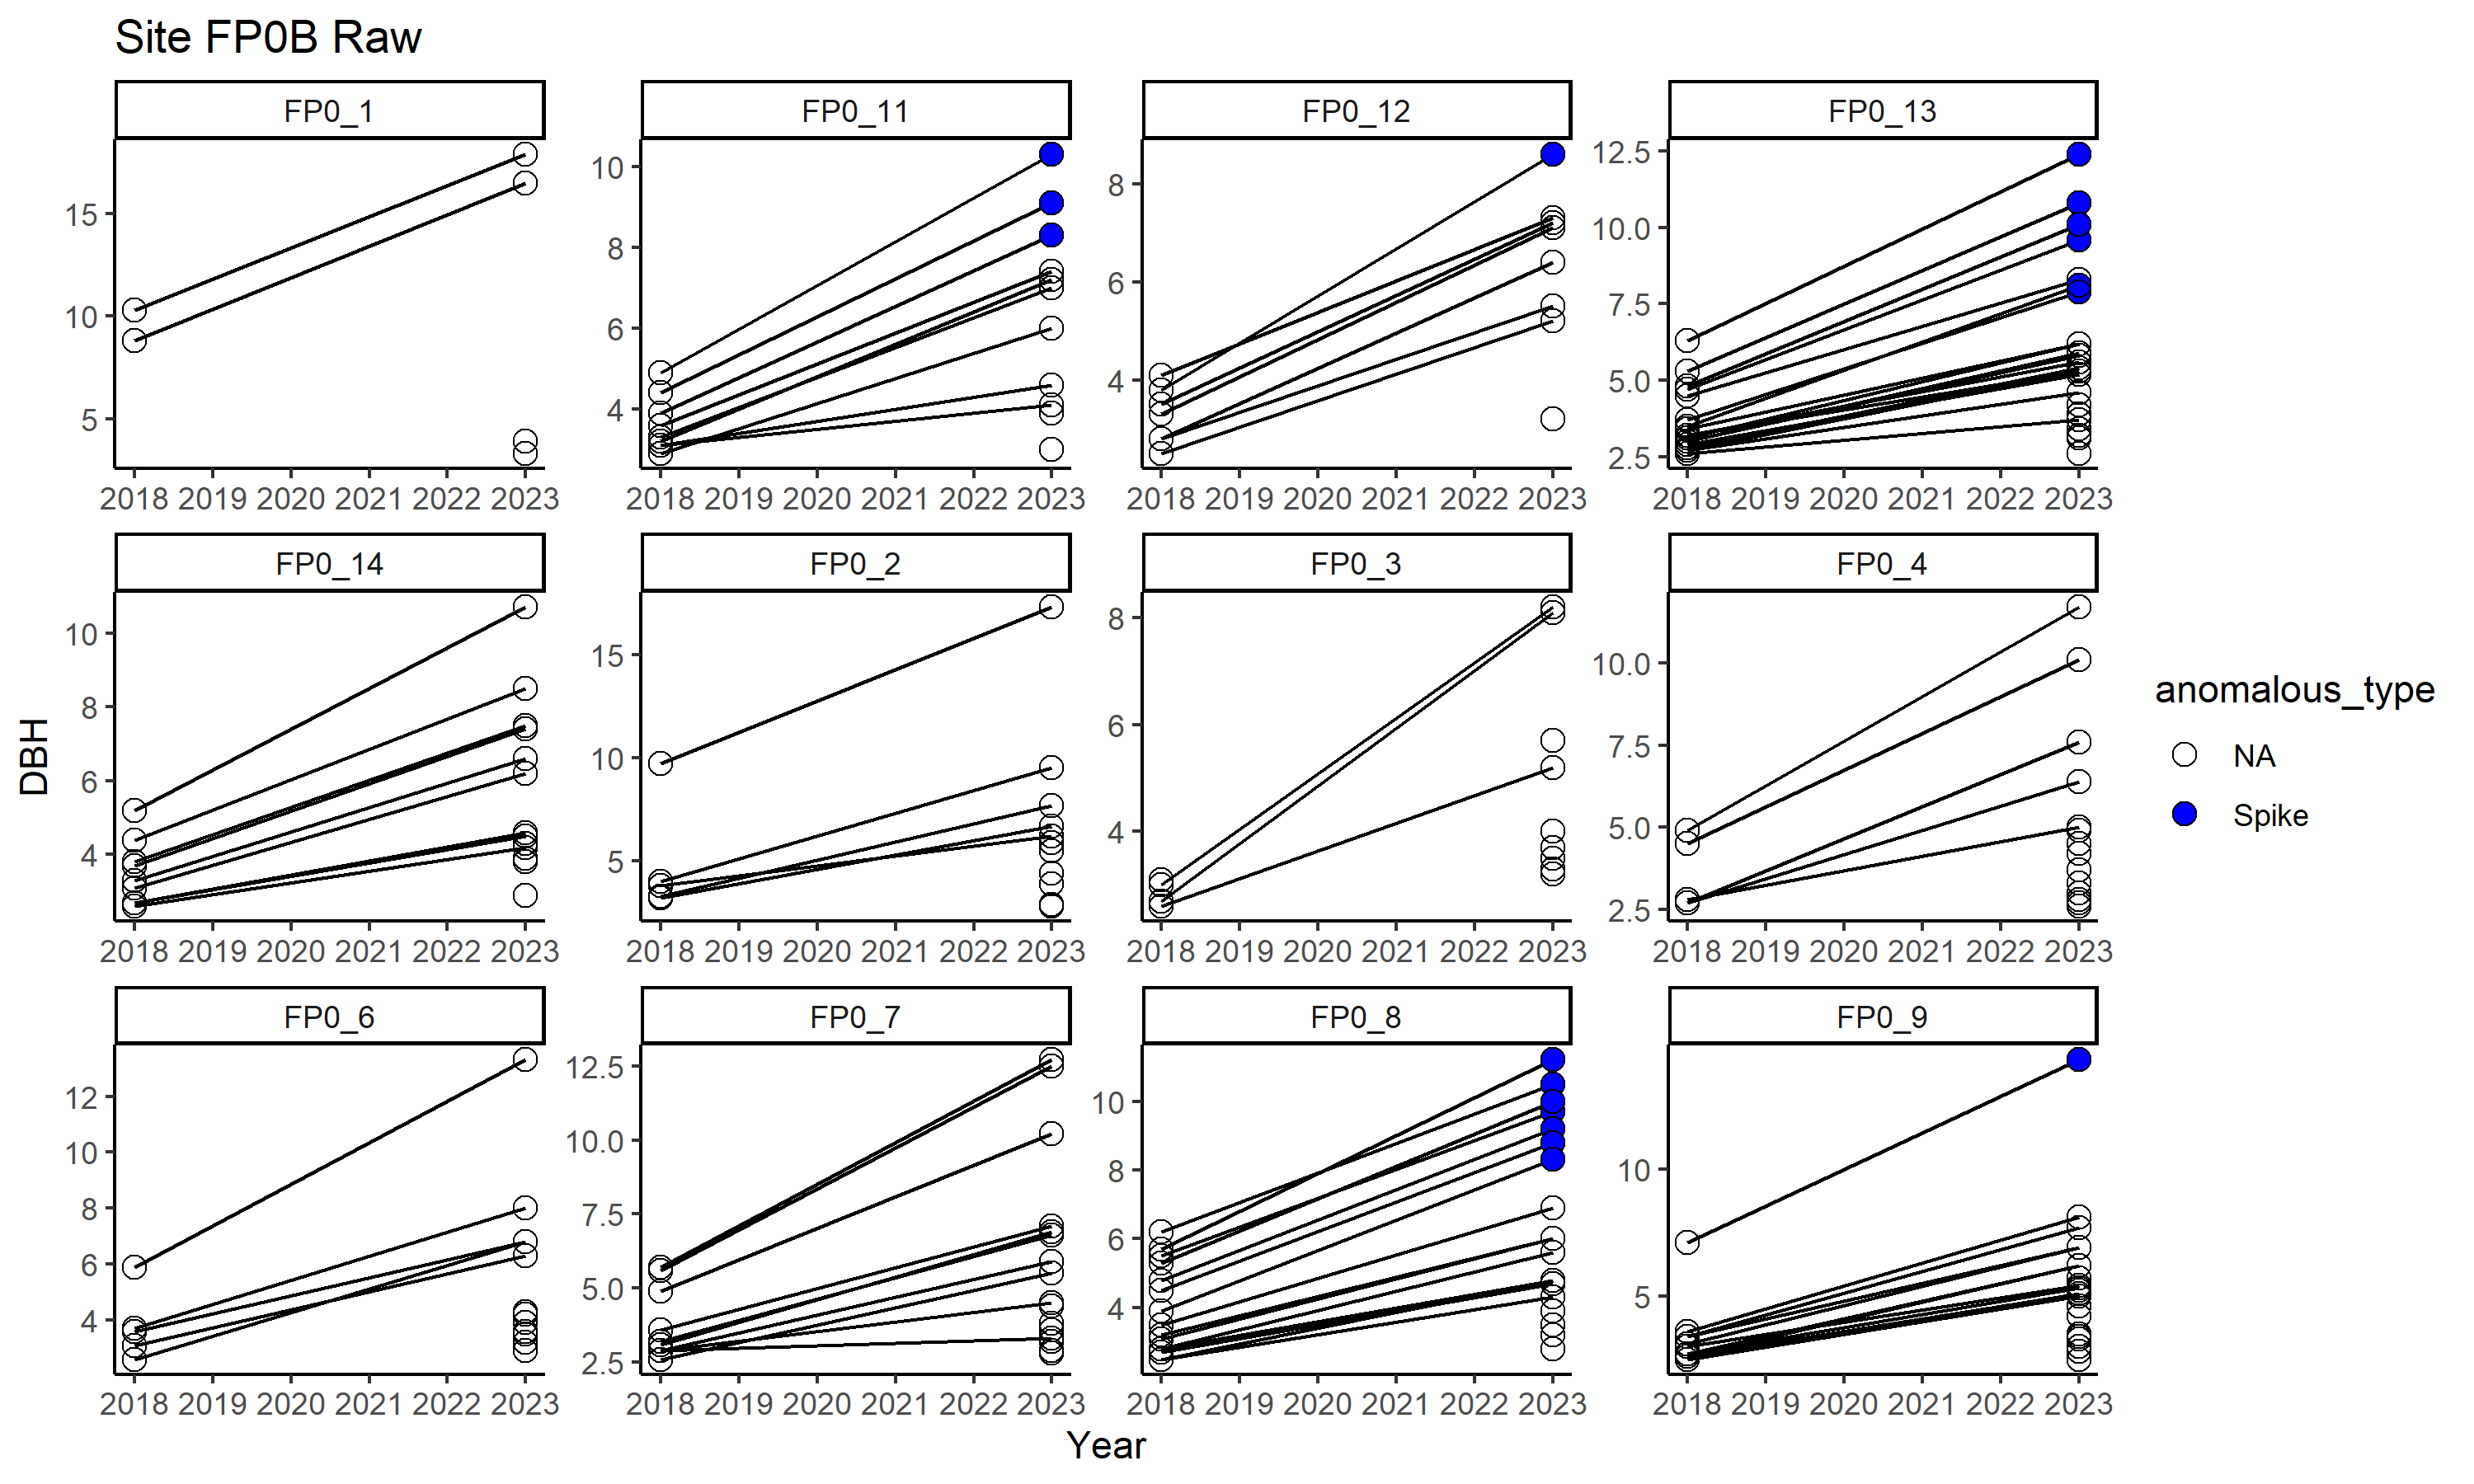 Site FP0B Raw
FP0_1 FP0_11 FP0_12 FP0_13
15 10 5
10 8 6 4
8 6 4
12.5 10.0 7.5 5.0 2.5
2018 2019 2020 2021 2022 2023 2018 2019 2020 2021 2022 2023 2018 2019 2020 2021 2022 2023 2018 2019 2020 2021 2022 2023
FP0_14 FP0_2 FP0_3 FP0_4
10 8 6 4
15 10 5
8 6 4
10.0 7.5 5.0 2.5
2018 2019 2020 2021 2022 2023 2018 2019 2020 2021 2022 2023 2018 2019 2020 2021 2022 2023 2018 2019 2020 2021 2022 2023
FP0_6 FP0_7 FP0_8 FP0_9
12 10 8 6 4
12.5 10.0 7.5 5.0 2.5
10 8 6 4
10 5
2018 2019 2020 2021 2022 2023 2018 2019 2020 2021 2022 2023 2018 2019 2020 2021 2022 2023 2018 2019 2020 2021 2022 2023
DBH
Year
anomalous_type
NA
Spike